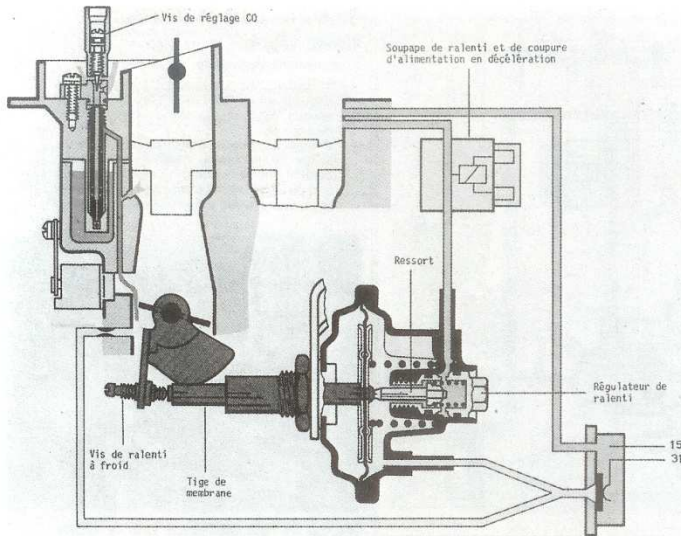 Vis de réglage CO
Soupape de ralenti et de coupure
d'alimentation en décélération
Ressort
Régulateur de
ralenti
15
31
Vis de ralenti
à froid
Tige de
membrane